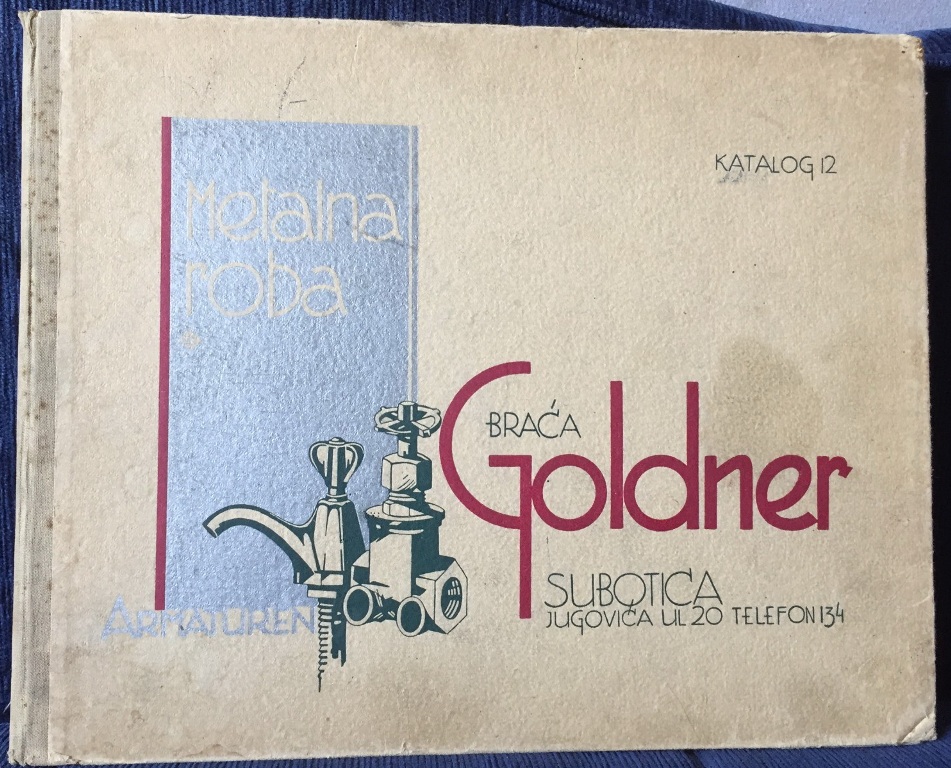 KATALOG 12
Metalna
roba
BRAĆA
Goldner
SUBOTICA
JUGOVIĆA UL 20 TELEFON 134
ARMATUREN